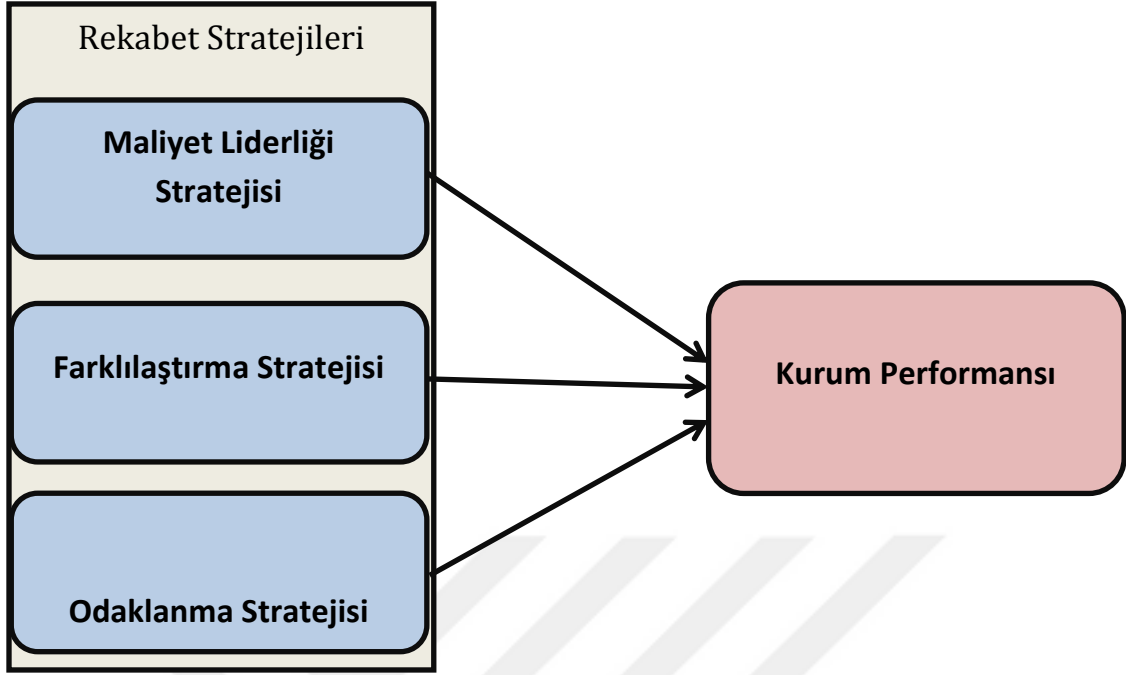 Rekabet Stratejileri
Maliyet Liderliği
Stratejisi
Farklılaştırma Stratejisi
Kurum Performansı
Odaklanma Stratejisi